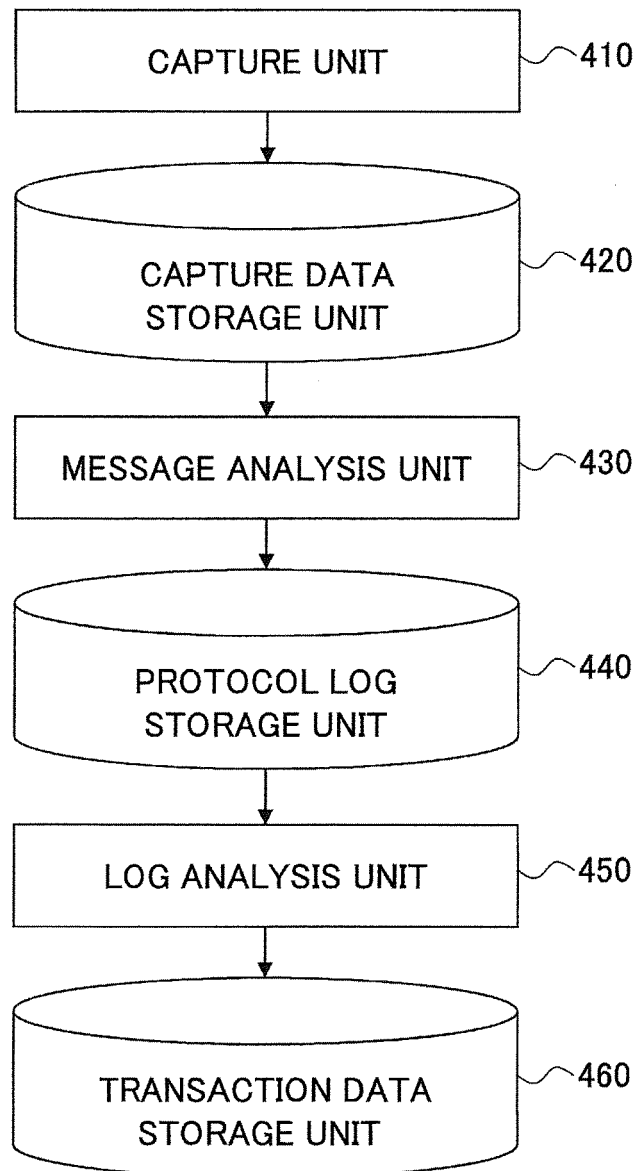 CAPTURE UNIT
410
CAPTURE DATA
STORAGE UNIT
420
MESSAGE ANALYSIS UNIT
430
PROTOCOL LOG
STORAGE UNIT
440
LOG ANALYSIS UNIT
450
TRANSACTION DATA
STORAGE UNIT
460